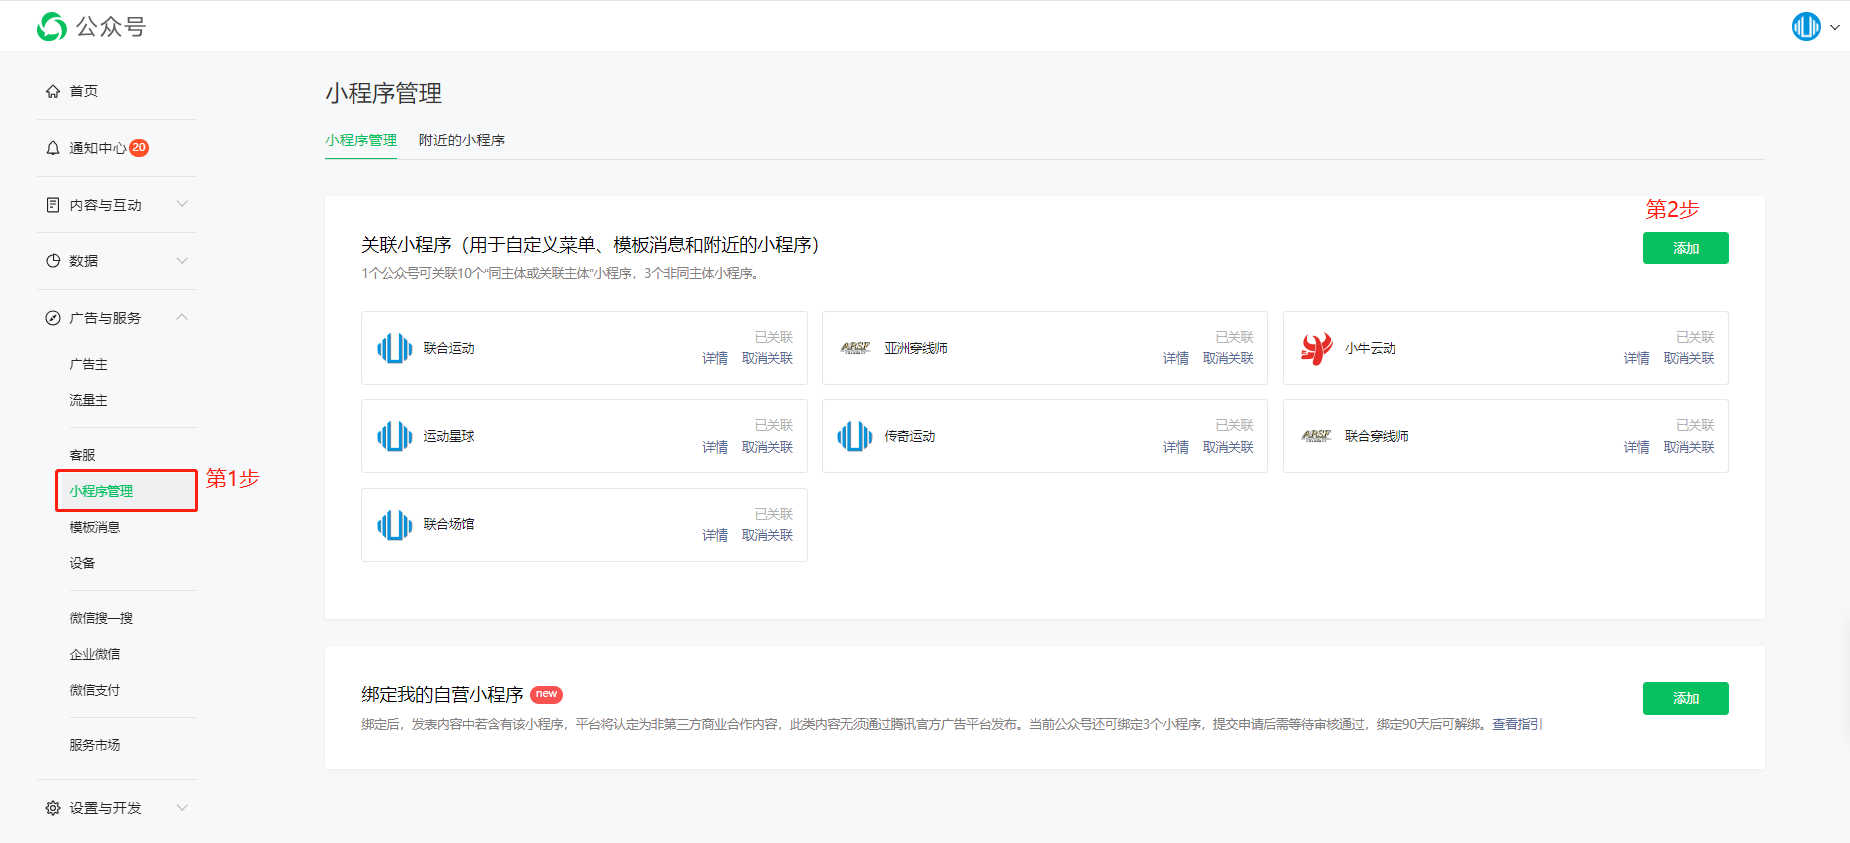 公众号
首页
通知中心 20
内容与互动
数据
广告与服务
广告主
流量主
客服
小程序管理
第1步
模板消息
设备
微信搜一搜
企业微信
微信支付
服务市场
设置与开发
小程序管理
小程序管理 附近的小程序
第2步
关联小程序（用于自定义菜单、模板消息和附近的小程序）
添加
1个公众号可关联10个“同主体或关联主体”小程序，3个非同主体小程序。
联合运动 已关联
详情 取消关联
ARSF 亚洲穿线师 已关联
详情 取消关联
小牛云动 已关联
详情 取消关联
运动星球 已关联
详情 取消关联
传奇运动 已关联
详情 取消关联
ARSF 联合穿线师 已关联
详情 取消关联
联合场馆 已关联
详情 取消关联
绑定我的自营小程序 new
添加
绑定后，发表内容中若含有该小程序，平台将认定为非第三方商业合作内容，此类内容无须通过腾讯官方广告平台发布。当前公众号还可绑定3个小程序，提交申请后需等待审核通过，绑定90天后可解绑。查看指引